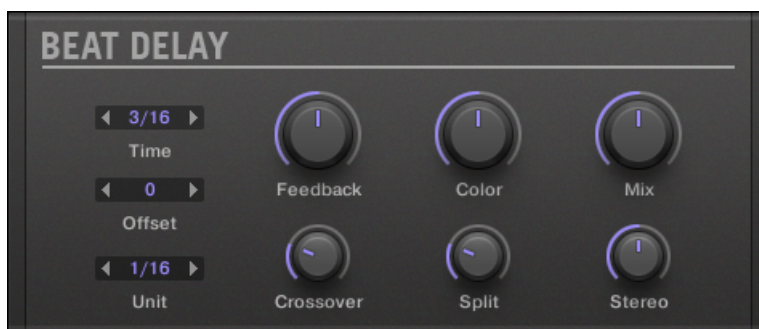 BEAT DELAY
3/16
Time
Feedback Color Mix
0
Offset
1/16
Unit
Crossover Split Stereo